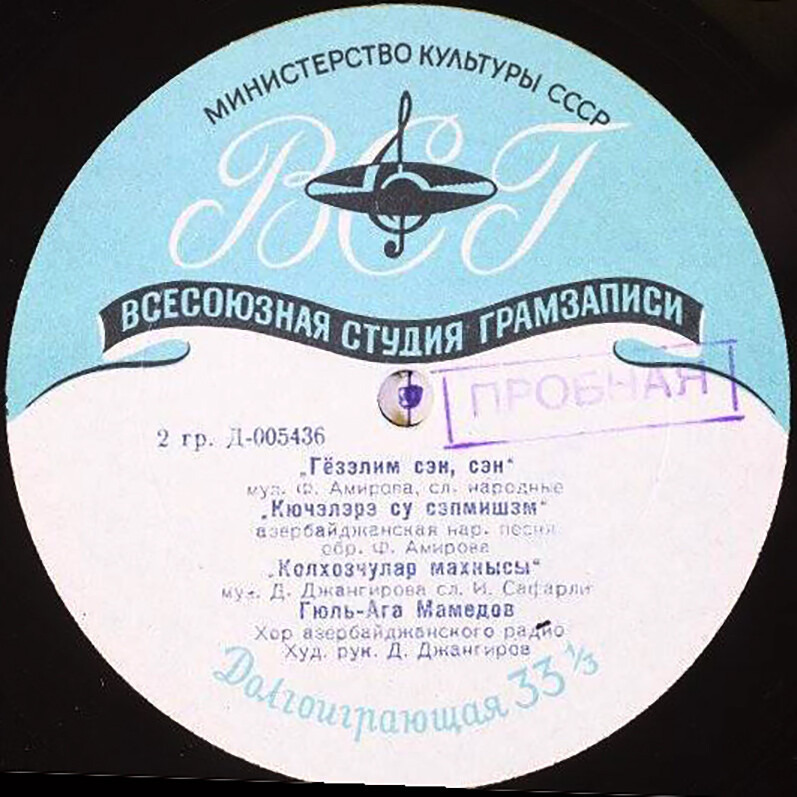 МИНИСТЕРСТВО КУЛЬТУРЫ СССР
ВСГ
ВСЕСОЮЗНАЯ СТУДИЯ ГРАМЗАПИСИ
ПРОБНАЯ
2 гр. Д-005436
„Гёзэлим сэн, сэн“
муз. Ф. Амирова, сл. народные
„Кючэлэрэ су сэпмишэм“
азербайджанская нар. песня
обр. Ф. Амирова
„Колхозчулар махнысы“
муз. Д. Джангирова сл. И. Сафарли
Гюль-Ага Мамедов
Хор азербайджанского радио
Худ. рук. Д. Джангиров
Долгоиграющая 33 1/3